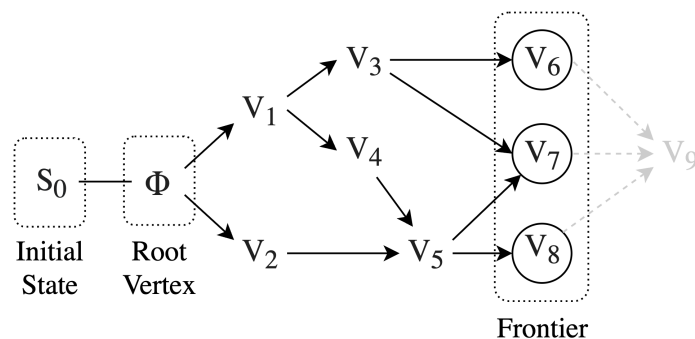 S₀
Φ
V₁
V₂
V₃
V₄
V₅
V₆
V₇
V₈
V₉
Initial
State
Root
Vertex
Frontier